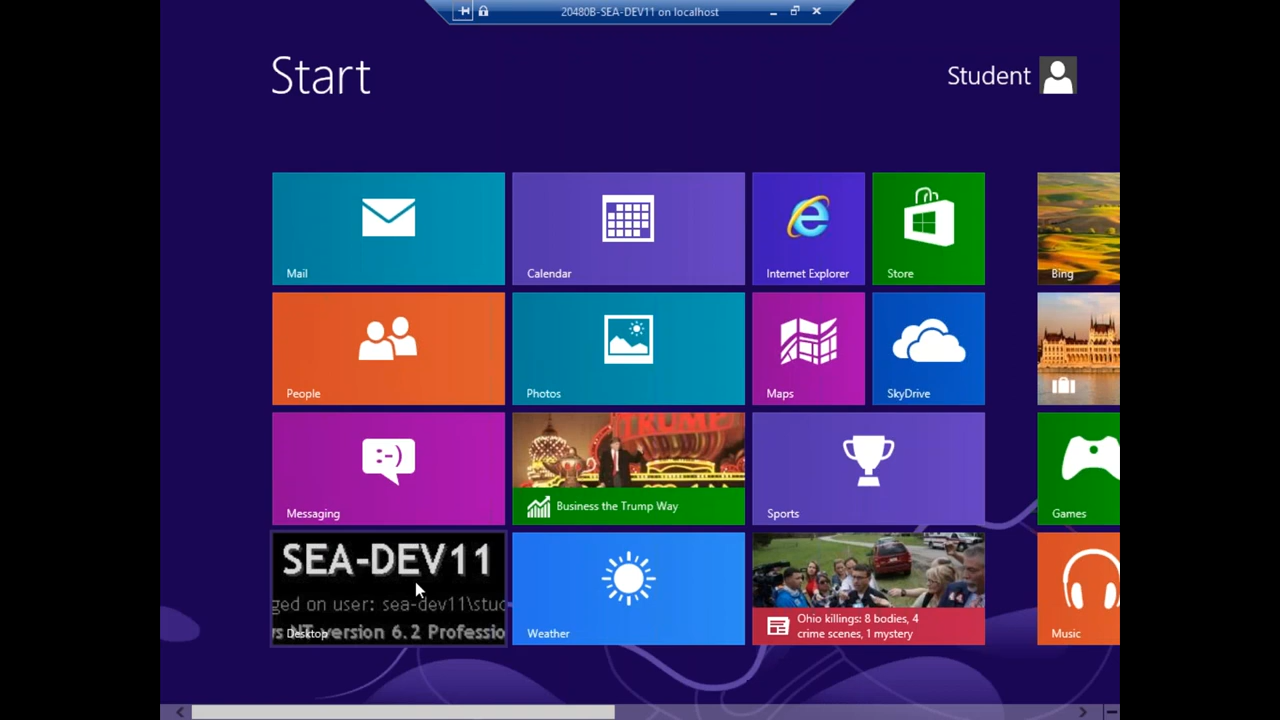 20480B-SEA-DEV11 on localhost
Start
Student
Mail
Calendar
Internet Explorer
Store
Bing
People
Photos
Maps
SkyDrive
TRUMP
Messaging
Business the Trump Way
Sports
Games
SEA-DEV11
ged on user: sea-dev11\stuc
s NT version 6.2 Professio
Desktop
Weather
Ohio killings: 8 bodies, 4
crime scenes, 1 mystery
Music